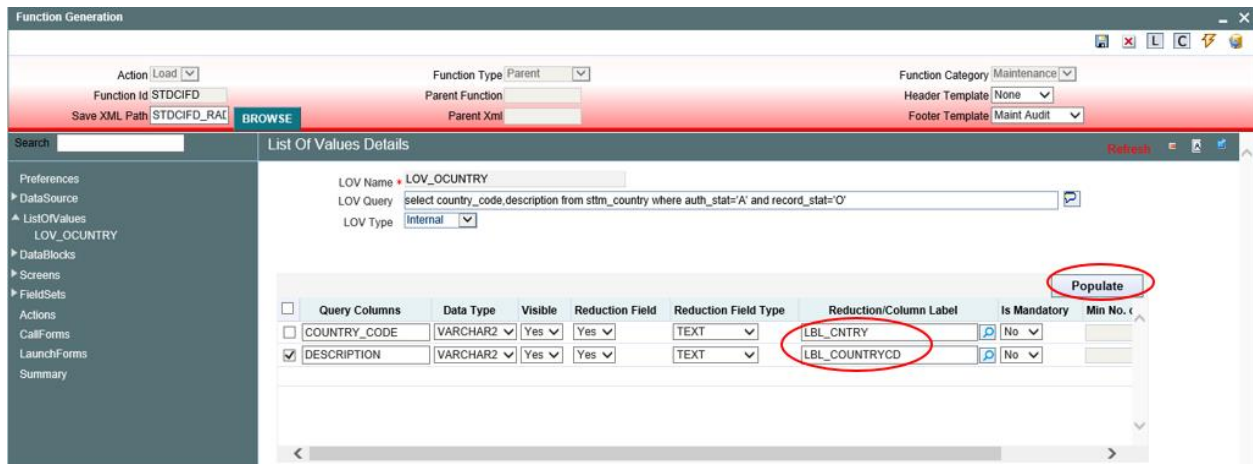 Function Generation
L C
Action Load Function Type Parent Function Category Maintenance
Function Id STDCIFD Parent Function Header Template None
Save XML Path STDCIFD_RAD BROWSE Parent Xml Footer Template Maint Audit
Search List Of Values Details Refresh
Preferences
DataSource
ListOfValues
LOV_OCUNTRY
DataBlocks
Screens
FieldSets
Actions
CallForms
LaunchForms
Summary
LOV Name * LOV_OCUNTRY
LOV Query select country_code,description from sttm_country where auth_stat='A' and record_stat='O'
LOV Type Internal
Populate
Query Columns Data Type Visible Reduction Field Reduction Field Type Reduction/Column Label Is Mandatory Min No. c
COUNTRY_CODE VARCHAR2 Yes Yes TEXT LBL_CNTRY No
DESCRIPTION VARCHAR2 Yes Yes TEXT LBL_COUNTRYCD No